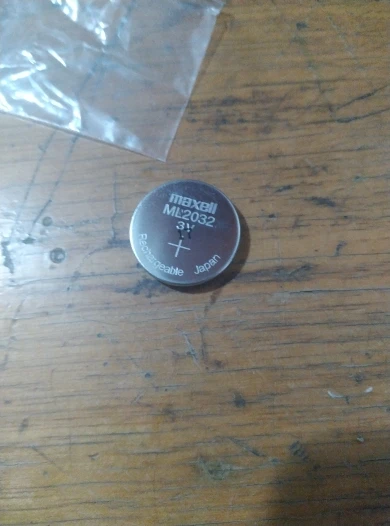 maxell
ML2032
3V
+
Rechargeable Japan